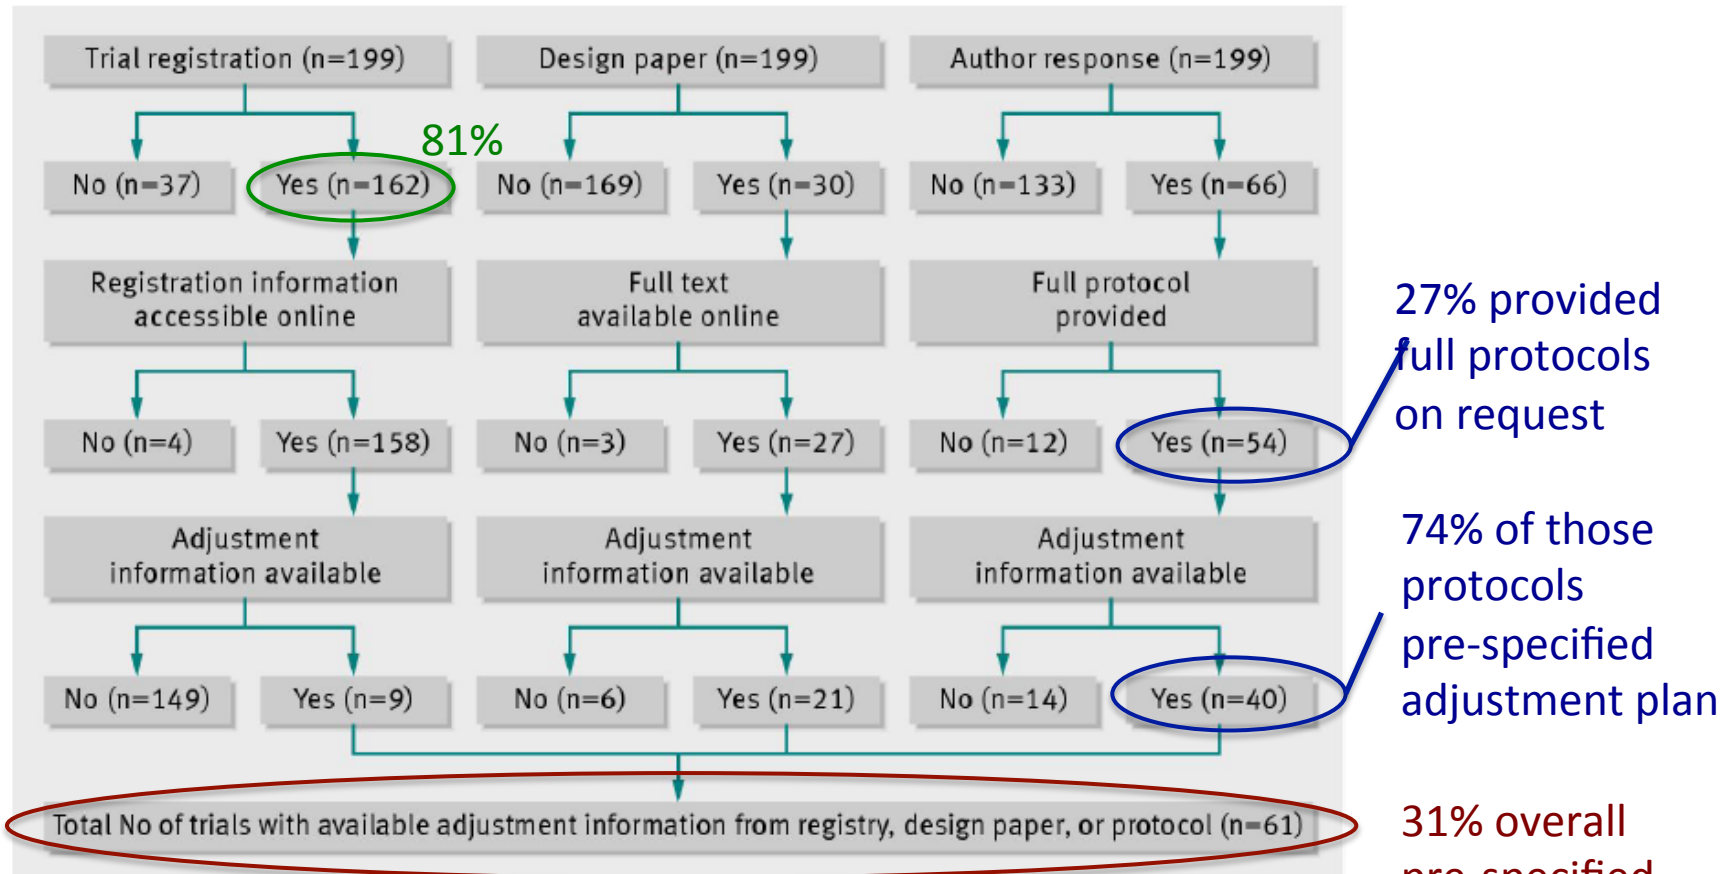 Trial registration (n=199)
Design paper (n=199)
Author response (n=199)
81%
No (n=37)
Yes (n=162)
No (n=169)
Yes (n=30)
No (n=133)
Yes (n=66)
Registration information
accessible online
Full text
available online
Full protocol
provided
27% provided
full protocols
on request
No (n=4)
Yes (n=158)
No (n=3)
Yes (n=27)
No (n=12)
Yes (n=54)
Adjustment
information available
Adjustment
information available
Adjustment
information available
74% of those
protocols
pre-specified
adjustment plan
No (n=149)
Yes (n=9)
No (n=6)
Yes (n=21)
No (n=14)
Yes (n=40)
Total No of trials with available adjustment information from registry, design paper, or protocol (n=61)
31% overall
pre-specified